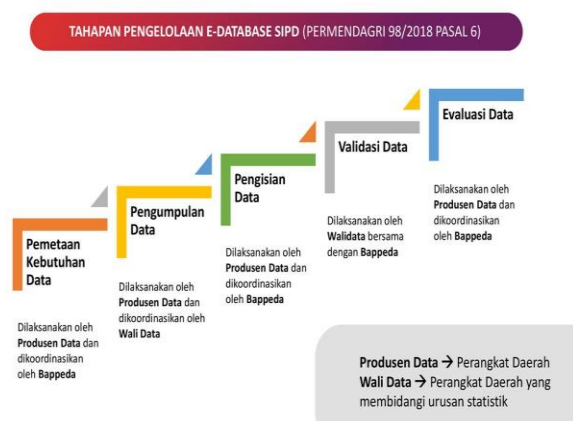 TAHAPAN PENGELOLAAN E-DATABASE SIPD (PERMENDAGRI 98/2018 PASAL 6)
Pemetaan
Kebutuhan
Data
Dilaksanakan oleh
Produsen Data dan
dikoordinasikan
oleh Bappeda
Pengumpulan
Data
Dilaksanakan oleh
Produsen Data dan
dikoordinasikan oleh
Wali Data
Pengisian
Data
Dilaksanakan oleh
Produsen Data dan
dikoordinasikan
oleh Bappeda
Validasi Data
Dilaksanakan oleh
Walidata bersama
dengan Bappeda
Evaluasi Data
Dilaksanakan oleh
Produsen Data dan
dikoordinasikan
oleh Bappeda
Produsen Data → Perangkat Daerah
Wali Data → Perangkat Daerah yang
membidangi urusan statistik